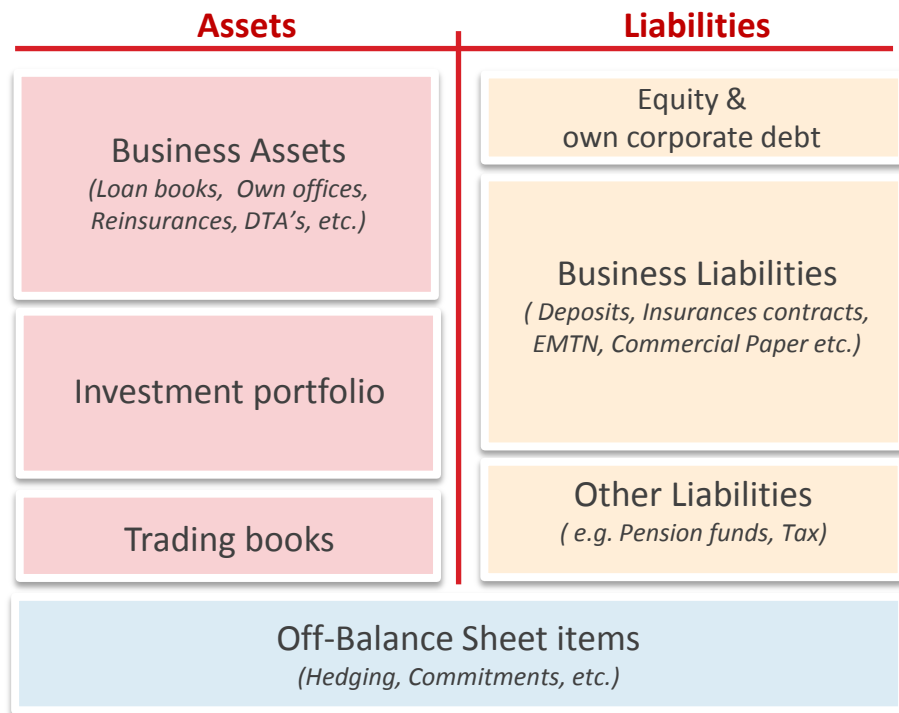 Assets
Business Assets
(Loan books, Own offices,
Reinsurances, DTA's, etc.)
Investment portfolio
Trading books
Liabilities
Equity &
own corporate debt
Business Liabilities
( Deposits, Insurances contracts,
EMTN, Commercial Paper etc.)
Other Liabilities
( e.g. Pension funds, Tax)
Off-Balance Sheet items
(Hedging, Commitments, etc.)